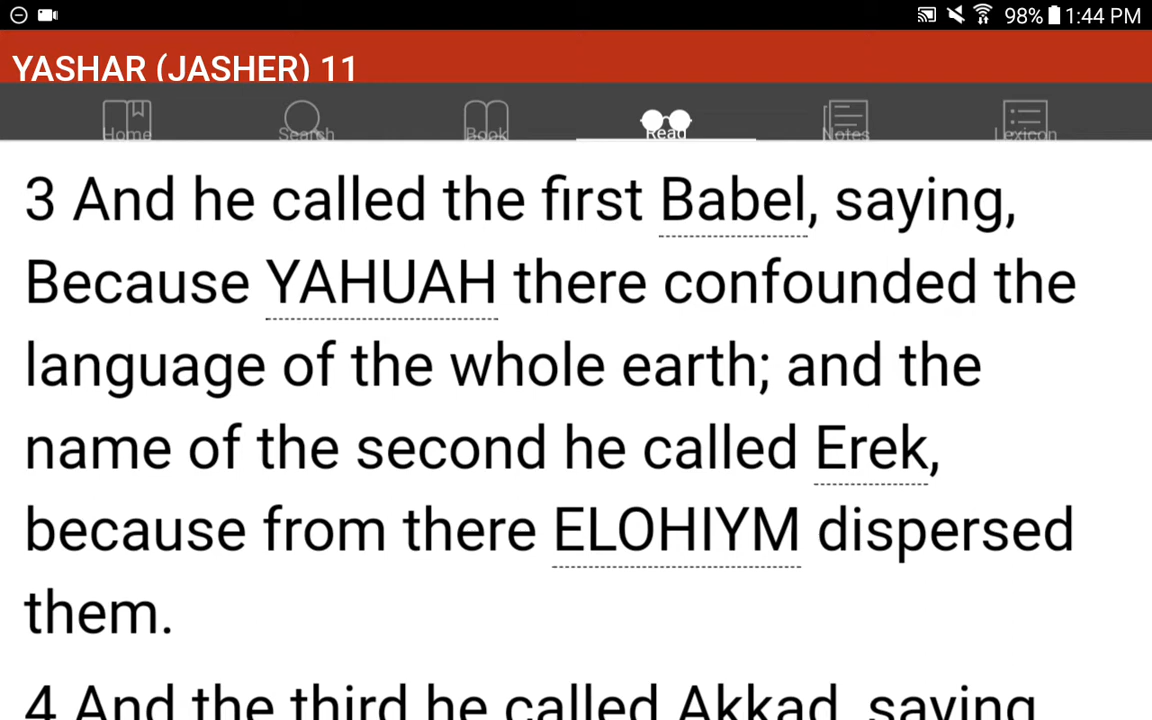 98% 1:44 PM
YASHAR (JASHER) 11
Home Search Book Read Notes Lexicon
3 And he called the first Babel, saying,
Because YAHUAH there confounded the
language of the whole earth; and the
name of the second he called Erek,
because from there ELOHIYM dispersed
them.
4 And the third he called Akkad, saying